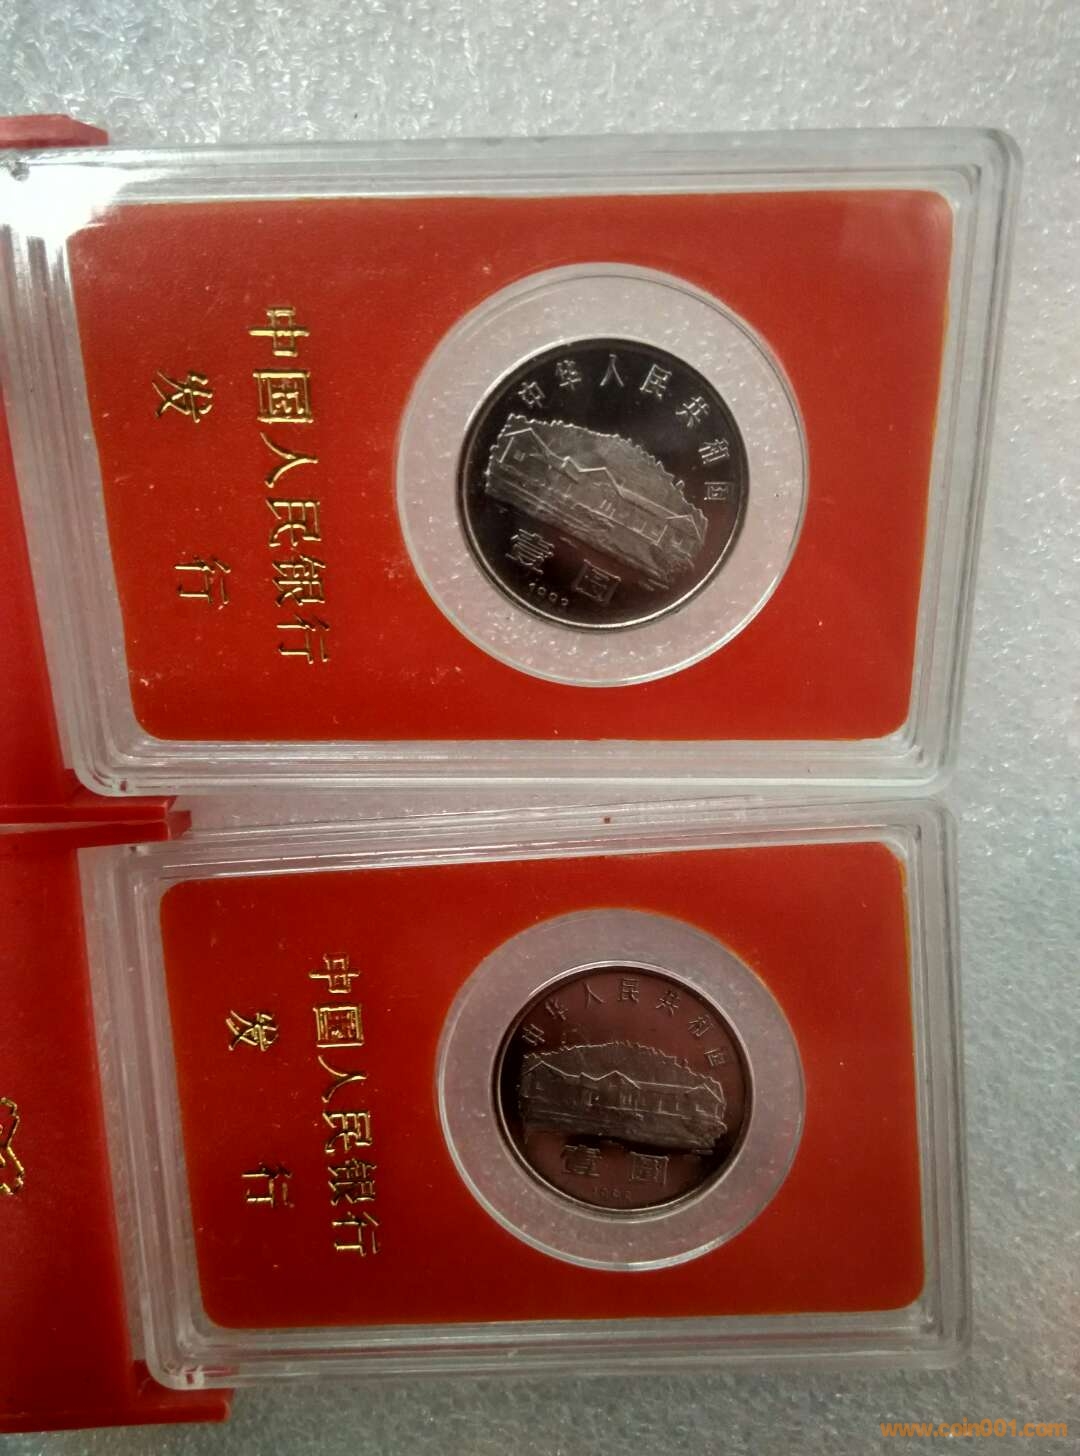 中国人民银行
发 行
中华人民共和国
壹圆
1992
中国人民银行
发 行
中华人民共和国
壹圆
www.coin001.com